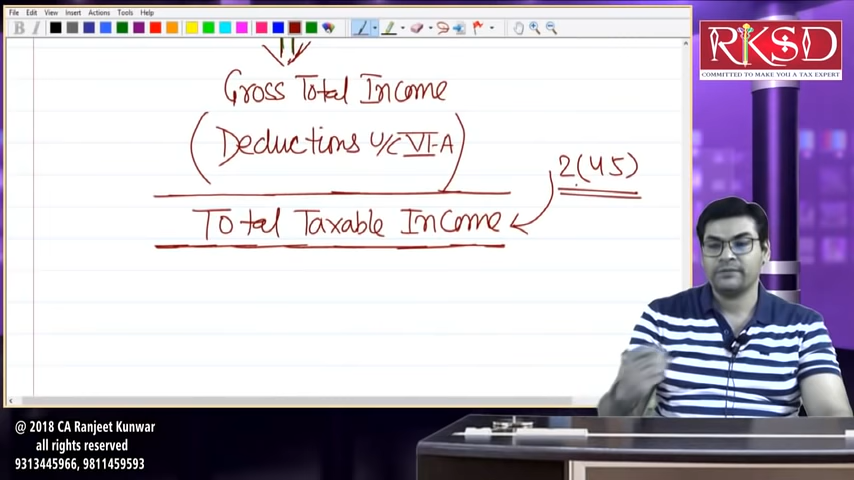 File Edit View Insert Actions Tools Help
RKSD
COMMITTED TO MAKE YOU A TAX EXPERT
B
Gross Total Income
(Deductions U/C VI-A)
2(45)
Total Taxable Income
@ 2018 CA Ranjeet Kunwar
all rights reserved
9313445966, 9811459593